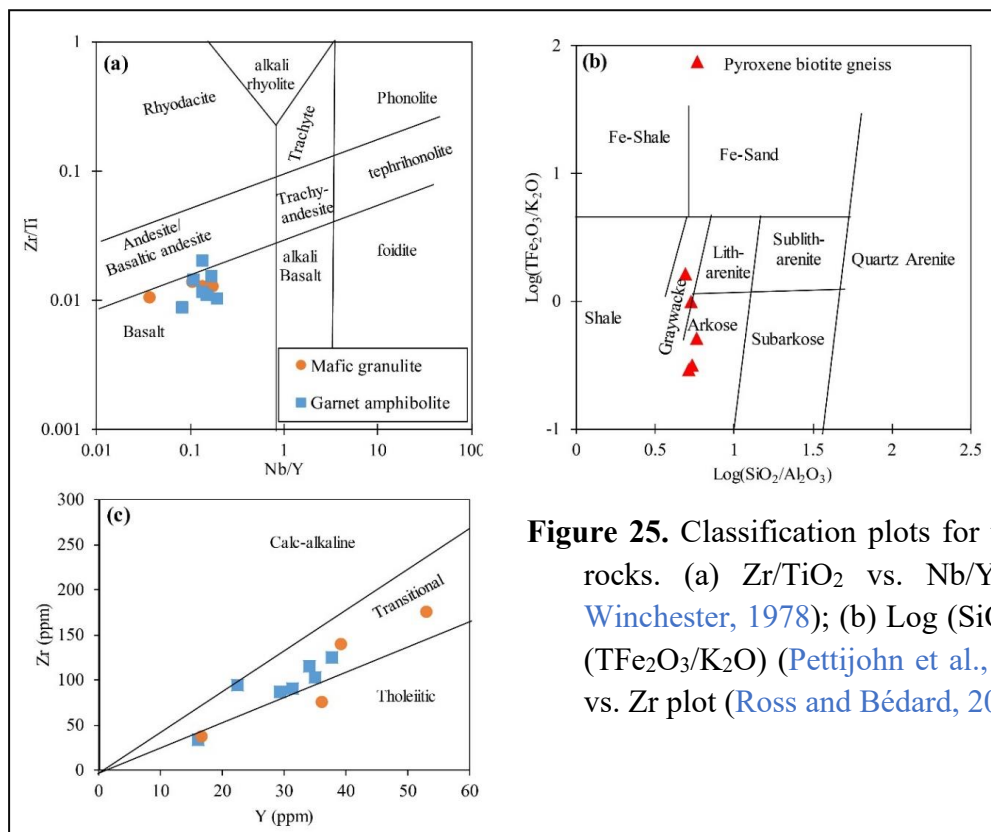 (a)
1
0.1
0.01
0.001
Zr/Ti
0.01
0.1
1
10
100
Nb/Y
Rhyodacite
alkali
rhyolite
Phonolite
Trachyte
tephrihonolite
Trachy-
andesite
Andesite/
Basaltic andesite
alkali
Basalt
foidite
Basalt
Mafic granulite
Garnet amphibolite
(b)
2
1
0
-1
Log(TFe₂O₃/K₂O)
0
0.5
1
1.5
2
2.5
Log(SiO₂/Al₂O₃)
Pyroxene biotite gneiss
Fe-Shale
Fe-Sand
Lith-
arenite
Sublith-
arenite
Quartz Arenite
Shale
Graywacke
Arkose
Subarkose
(c)
300
250
200
150
100
50
0
Zr (ppm)
0
10
20
30
40
50
60
Y (ppm)
Calc-alkaline
Transitional
Tholeiitic
Figure 25. Classification plots for
rocks. (a) Zr/TiO₂ vs. Nb/Y
Winchester, 1978); (b) Log (SiO
(TFe₂O₃/K₂O) (Pettijohn et al.,
vs. Zr plot (Ross and Bédard, 20